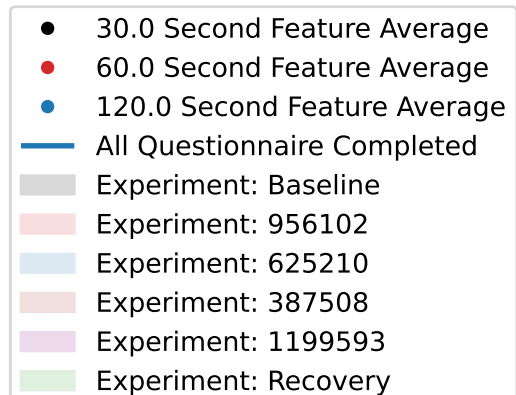 30.0 Second Feature Average
60.0 Second Feature Average
120.0 Second Feature Average
All Questionnaire Completed
Experiment: Baseline
Experiment: 956102
Experiment: 625210
Experiment: 387508
Experiment: 1199593
Experiment: Recovery